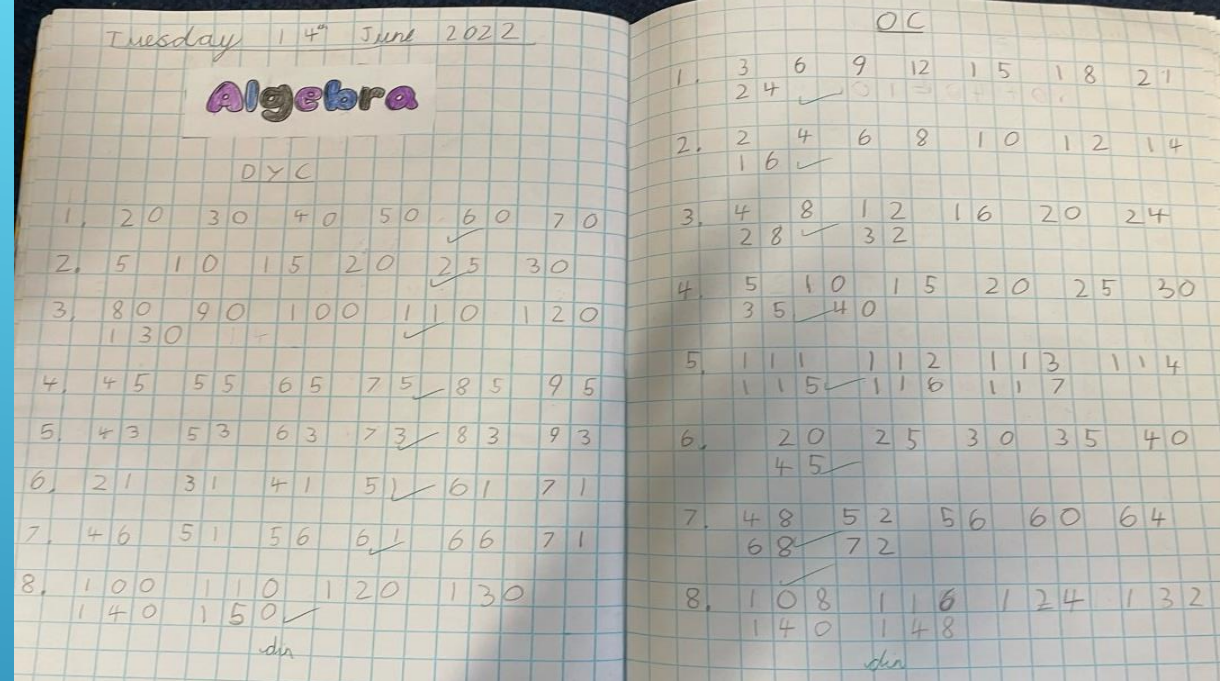 Tuesday 14th June 2022
Algebra
DYC
1. 20 30 40 50 60 70
2. 5 10 15 20 25 30
3. 80 90 100 110 120
130
4. 45 55 65 75 85 95
5. 43 53 63 73 83 93
6. 21 31 41 51 61 71
7. 46 51 56 61 66 71
8. 100 110 120 130
140 150
OC
1. 3 6 9 12 15 18 21
24
2. 2 4 6 8 10 12 14
16
3. 4 8 12 16 20 24
28 32
4. 5 10 15 20 25 30
35 40
5. 111 112 113 114
115 116 117
6. 20 25 30 35 40
45
7. 48 52 56 60 64
68 72
8. 108 116 124 132
140 148